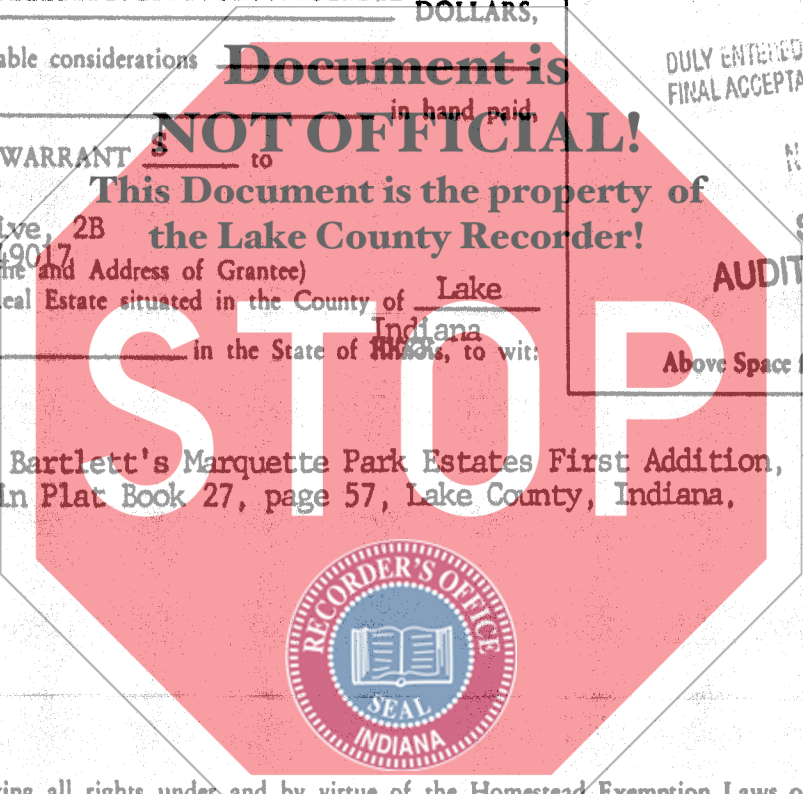 DOLLARS,
able considerations
DULY ENTERED
FINAL ACCEPTA
Document is
in hand paid,
NOT OFFICIAL!
WARRANT S to
N
This Document is the property of
2B
the Lake County Recorder!
49017
and Address of Grantee)
AUDIT
eal Estate situated in the County of Lake
Indiana
in the State of to wit:
Above Space f
STOP
Bartlett's Marquette Park Estates First Addition,
in Plat Book 27, page 57, Lake County, Indiana,
RECORDER'S OFFICE
SEAL
INDIANA
ing all rights under and by virtue of the Homestead Exemption Laws o